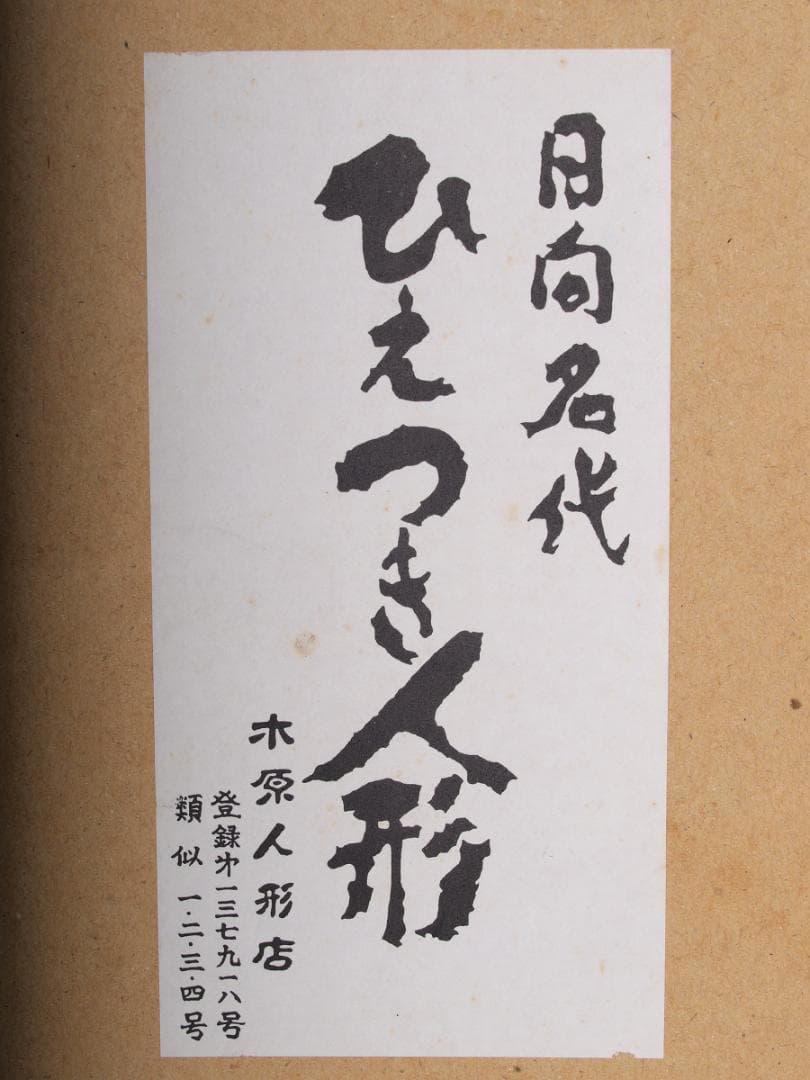 日向名代
ひえつき人形
木原人形店
登録㐧一三七九一八号
類似 一・二・三・四号